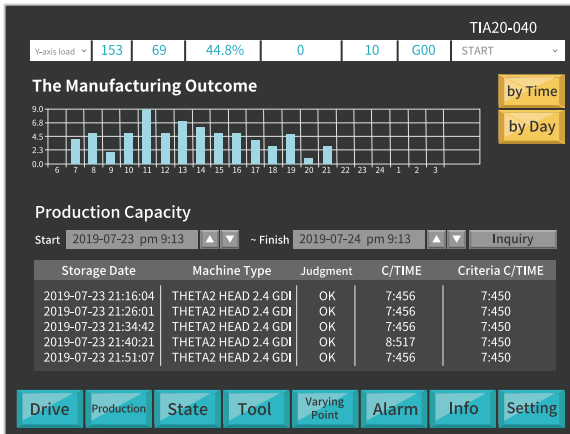 TIA20-040
Y-axis load 153 69 44.8% 0 10 G00 START
The Manufacturing Outcome
by Time
by Day
9.0
6.8
4.5
2.3
0.0
6 7 8 9 10 11 12 13 14 15 16 17 18 19 20 21 22 23 24 1 2 3
Production Capacity
Start 2019-07-23 pm 9:13 ~ Finish 2019-07-24 pm 9:13 Inquiry
Storage Date Machine Type Judgment C/TIME Criteria C/TIME
2019-07-23 21:16:04 THETA2 HEAD 2.4 GDI OK 7:456 7:450
2019-07-23 21:26:01 THETA2 HEAD 2.4 GDI OK 7:456 7:450
2019-07-23 21:34:42 THETA2 HEAD 2.4 GDI OK 7:456 7:450
2019-07-23 21:40:21 THETA2 HEAD 2.4 GDI OK 8:517 7:450
2019-07-23 21:51:07 THETA2 HEAD 2.4 GDI OK 7:456 7:450
Drive Production State Tool Varying Point Alarm Info Setting